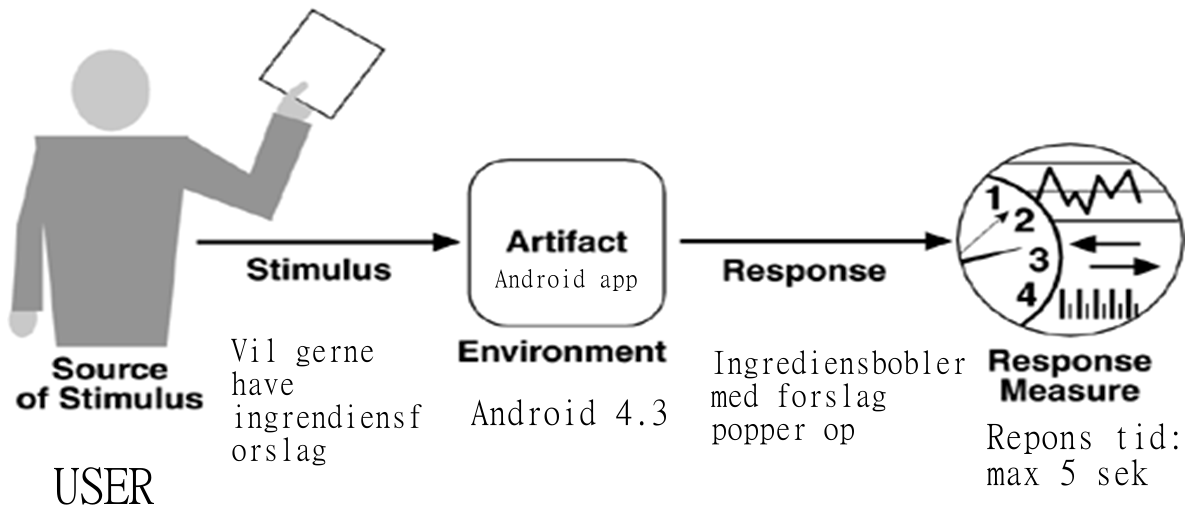 Source
of Stimulus
USER
Stimulus
Vil gerne
have
ingrendiensf
orslag
Artifact
Android app
Environment
Android 4.3
Response
Ingrediensbobler
med forslag
popper op
1
2
3
4
Response
Measure
Repons tid:
max 5 sek